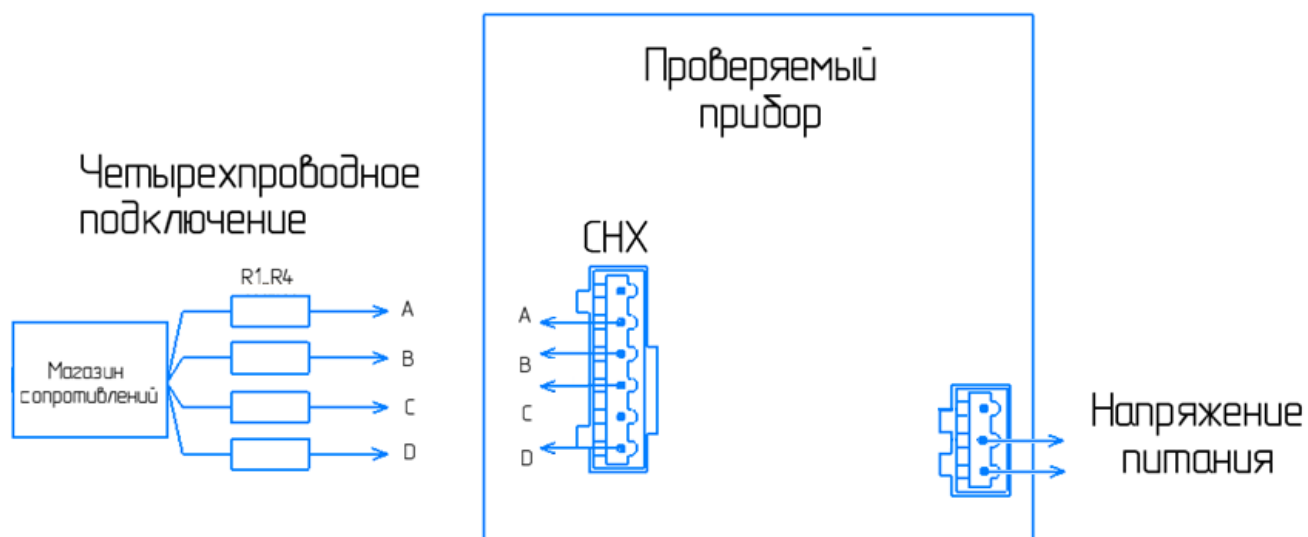 Проверяемый
прибор
Четырехпроводное
подключение
CHX
R1_R4
A
B
C
D
Магазин
сопротивлений
A
B
C
D
Напряжение
питания